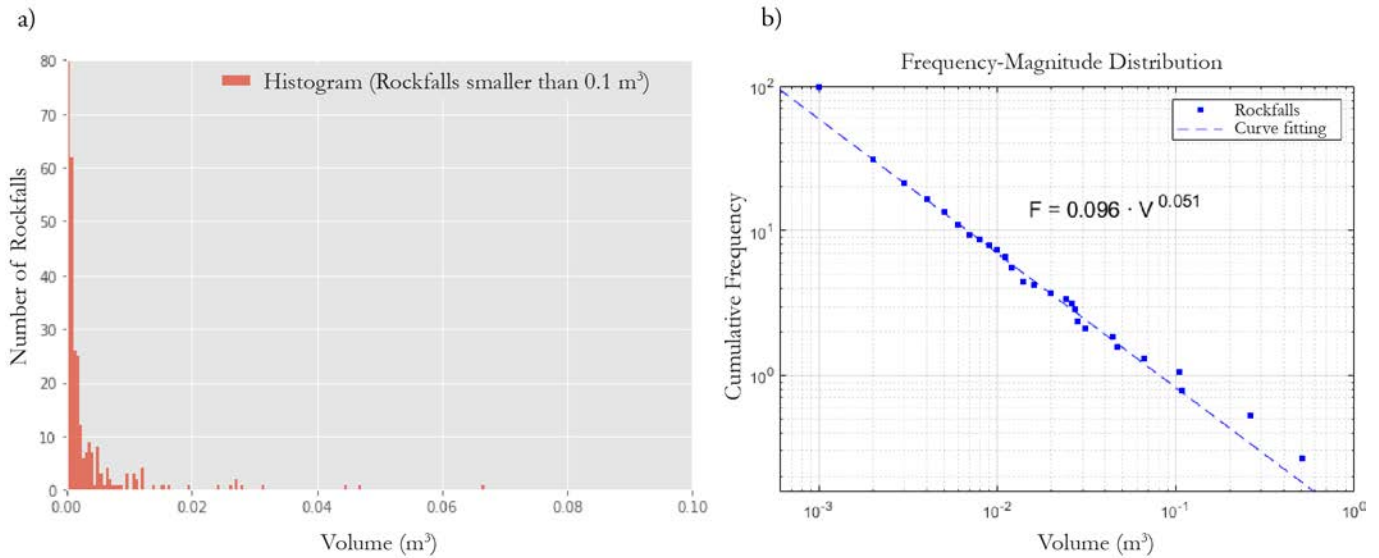 a)
80
70
60
50
40
30
20
10
0
Number of Rockfalls
Histogram (Rockfalls smaller than 0.1 m³)
0.00 0.02 0.04 0.06 0.08 0.10
Volume (m³)
b)
Frequency-Magnitude Distribution
10²
10¹
10⁰
Cumulative Frequency
Rockfalls
Curve fitting
F = 0.096 · V^0.051
10⁻³ 10⁻² 10⁻¹ 10⁰
Volume (m³)